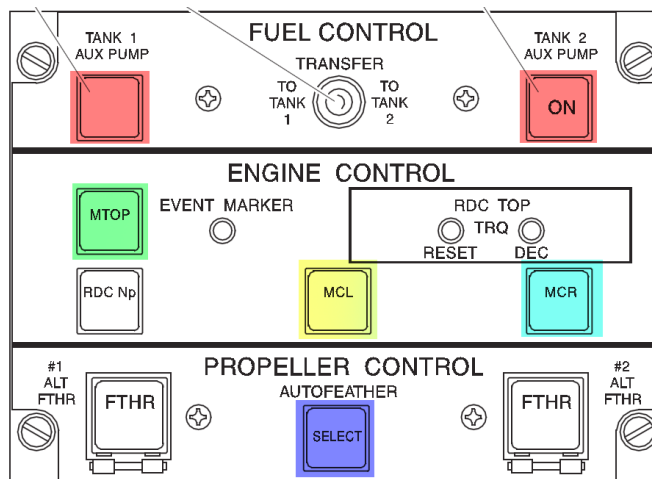 FUEL CONTROL
TANK 1
AUX PUMP
TRANSFER
TO
TANK
1
TO
TANK
2
TANK 2
AUX PUMP
ON
ENGINE CONTROL
MTOP
EVENT MARKER
RDC TOP
TRQ
RESET
DEC
RDC Np
MCL
MCR
PROPELLER CONTROL
#1
ALT
FTHR
FTHR
AUTOFEATHER
SELECT
FTHR
#2
ALT
FTHR